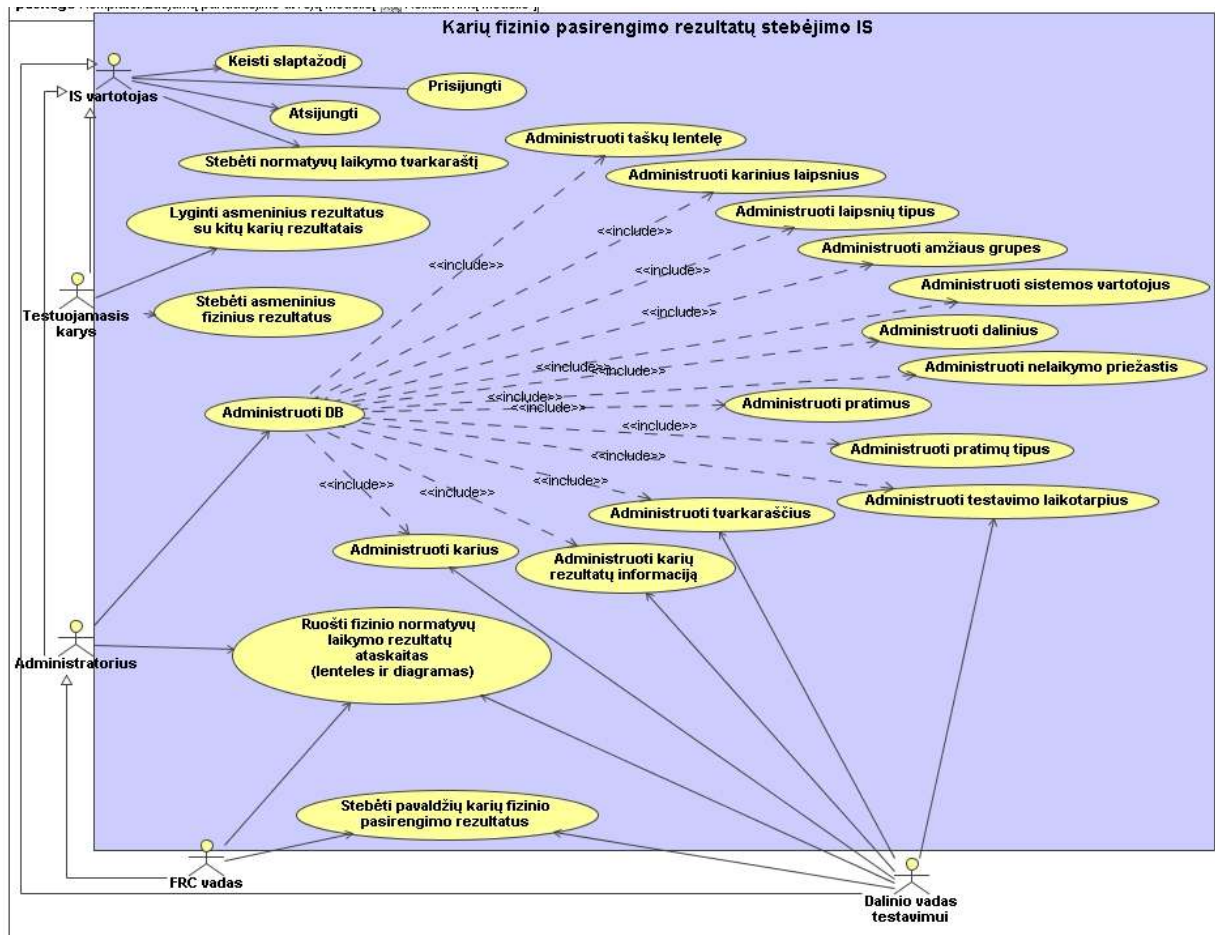 Karių fizinio pasirengimo rezultatų stebėjimo IS
Keisti slaptažodį
Prisijungti
IS vartotojas
Atsijungti
Administruoti taškų lentelę
Stebėti normatyvų laikymo tvarkaraštį
Administruoti karinius laipsnius
Lyginti asmeninius rezultatus
su kitų karių rezultatais
Administruoti laipsnių tipus
<<include>>
Administruoti amžiaus grupes
<<include>>
<<include>>
Administruoti sistemos vartotojus
Stebėti asmeninius
fizinius rezultatus
Testuojamasis
karys
<<include>>
Administruoti dalinius
<<include>>
<<include>>
Administruoti nelaikymo priežastis
<<include>>
<<include>>
Administruoti DB
Administruoti pratimus
<<include>>
Administruoti pratimų tipus
<<include>>
<<include>>
<<include>>
<<include>>
Administruoti testavimo laikotarpius
Administruoti tvarkaraščius
Administruoti karius
Administruoti karių
rezultatų informaciją
Ruošti fizinio normatyvų
laikymo rezultatų
ataskaitas
(lenteles ir diagramas)
Administratorius
Stebėti pavaldžių karių fizinio
pasirengimo rezultatus
FRC vadas
Dalinio vadas
testavimui